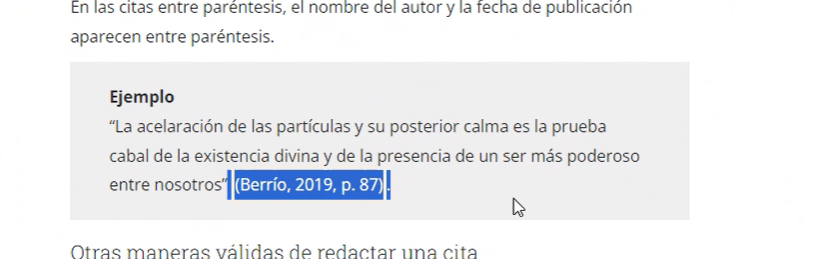 En las citas entre paréntesis, el nombre del autor y la fecha de publicación
aparecen entre paréntesis.
Ejemplo
“La acelaración de las partículas y su posterior calma es la prueba
cabal de la existencia divina y de la presencia de un ser más poderoso
entre nosotros” (Berrío, 2019, p. 87).
Otras maneras válidas de redactar una cita